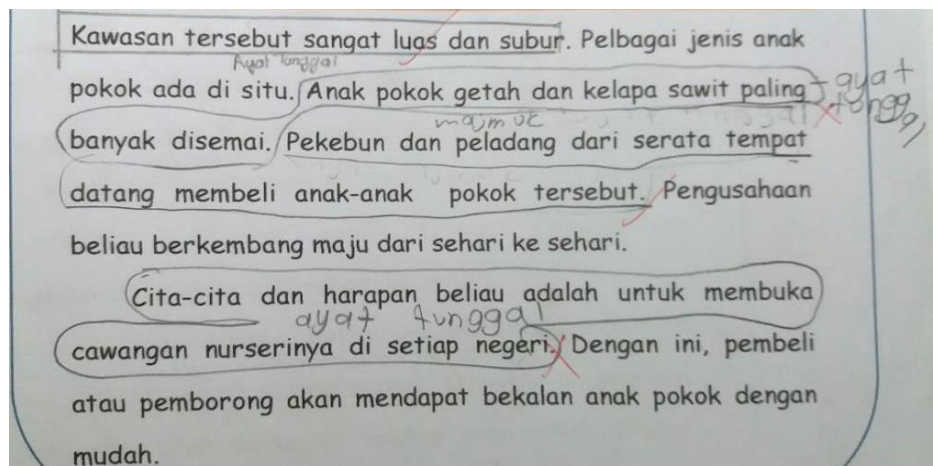 Kawasan tersebut sangat luas dan subur. Pelbagai jenis anak
Ayat tunggal
pokok ada di situ. Anak pokok getah dan kelapa sawit paling
ayat
tunggal
majmuk
banyak disemai. Pekebun dan peladang dari serata tempat
datang membeli anak-anak pokok tersebut. Pengusahaan
beliau berkembang maju dari sehari ke sehari.
Cita-cita dan harapan beliau adalah untuk membuka
ayat tunggal
cawangan nurserinya di setiap negeri. Dengan ini, pembeli
atau pemborong akan mendapat bekalan anak pokok dengan
mudah.